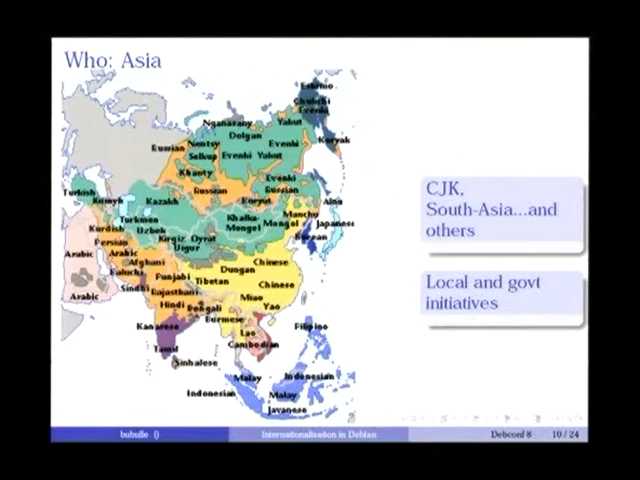 Who: Asia
Eskimo
Chukchi
Evenki
Nganasany
Yakut
Dolgan
Koryak
Russian
Nentsy
Evenki
Selkup
Evenki
Yakut
Khanty
Evenki
Turkish
Russian
Russian
Kumyk
Kazakh
Koryut
Ainu
Turkmen
Khalka-
Mongol
Manchu
Mongol
Japanese
Kurdish
Uzbek
Korean
Persian
Kirgiz
Oyrat
Uigur
Arabic
Arabic
Afghani
Chinese
Kaluchi
Dungan
Punjabi
Tibetan
Chinese
Sindhi
Rajasthani
Arabic
Miao
Hindi
Bengali
Yao
Kanarese
Burmese
Filipino
Lao
Tamil
Cambodian
Sinhalese
Malay
Indonesian
Indonesian
Malay
Javanese
CJK,
South-Asia...and
others
Local and govt
initiatives
bubulle ()
Internationalisation in Debian
Debconf 8
10 / 24